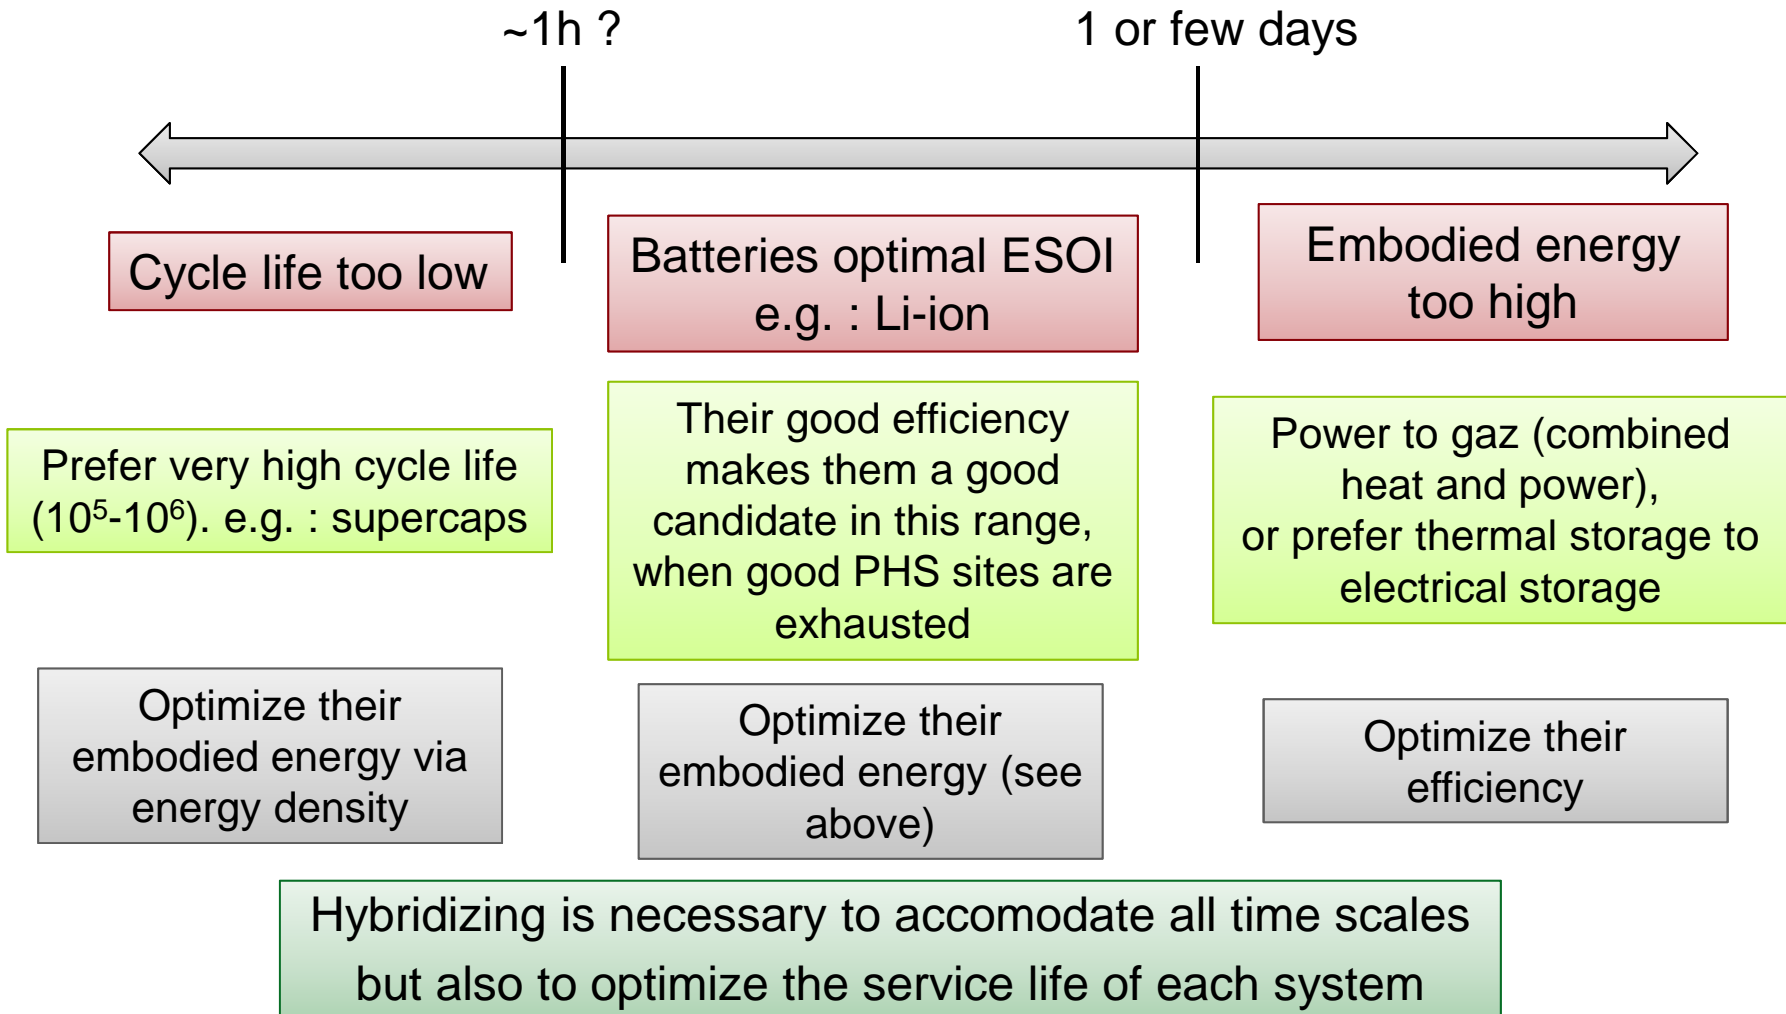 ~1h ?
1 or few days
Cycle life too low
Batteries optimal ESOI
e.g. : Li-ion
Embodied energy
too high
Prefer very high cycle life
(10⁵-10⁶). e.g. : supercaps
Their good efficiency
makes them a good
candidate in this range,
when good PHS sites are
exhausted
Power to gaz (combined
heat and power),
or prefer thermal storage to
electrical storage
Optimize their
embodied energy via
energy density
Optimize their
embodied energy (see
above)
Optimize their
efficiency
Hybridizing is necessary to accomodate all time scales
but also to optimize the service life of each system